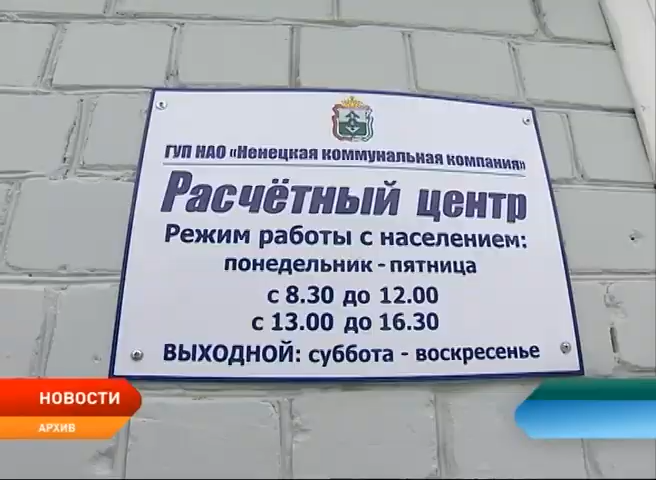 ГУП НАО «Ненецкая коммунальная компания»
Расчётный центр
Режим работы с населением:
понедельник - пятница
с 8.30 до 12.00
с 13.00 до 16.30
ВЫХОДНОЙ: суббота - воскресенье
НОВОСТИ
АРХИВ